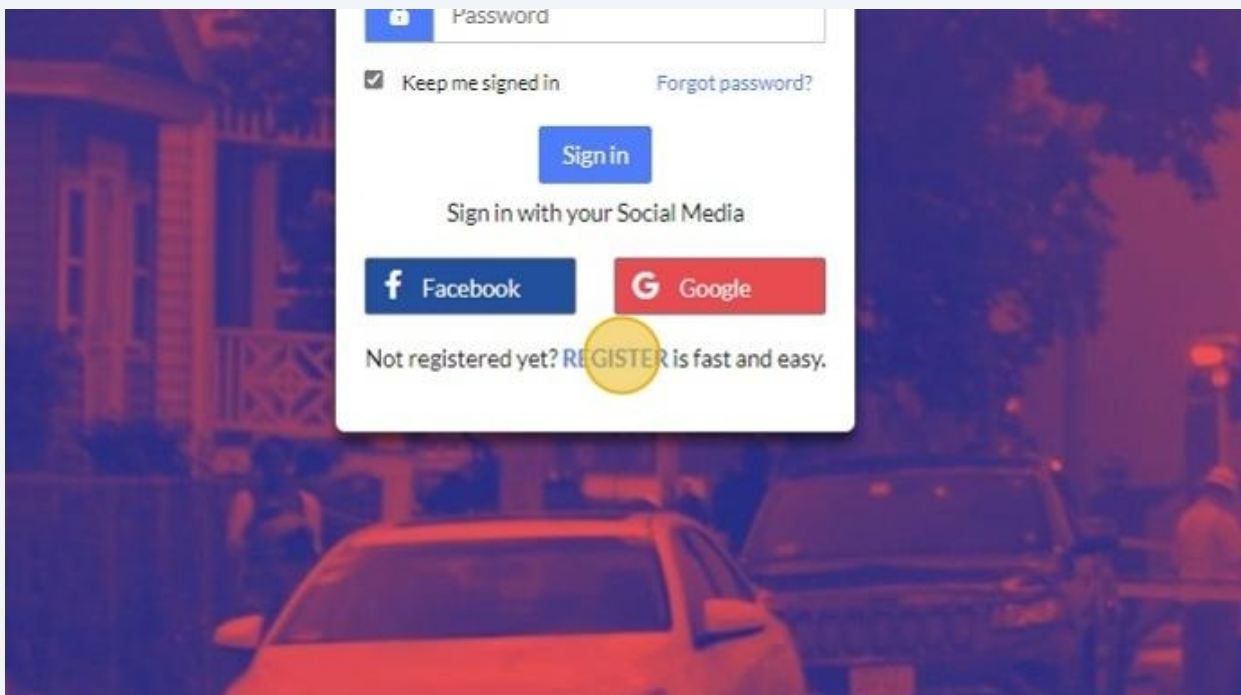 Password
Keep me signed in Forgot password?
Sign in
Sign in with your Social Media
Facebook Google
Not registered yet? REGISTER is fast and easy.